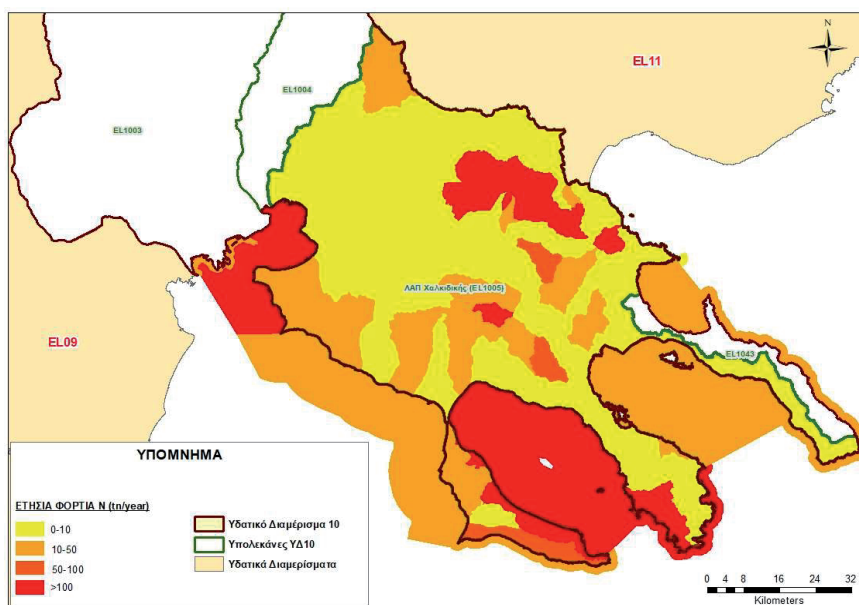 N
EL11
EL1004
EL1003
ΛΑΠ Χαλκιδικής (EL1005)
EL09
EL1043
ΥΠΟΜΝΗΜΑ
ΕΤΗΣΙΑ ΦΟΡΤΙΑ Ν (tn/year)
0-10
10-50
50-100
>100
Υδατικό Διαμέρισμα 10
Υπολεκάνες ΥΔ10
Υδατικά Διαμερίσματα
0 4 8 16 24 32
Kilometers